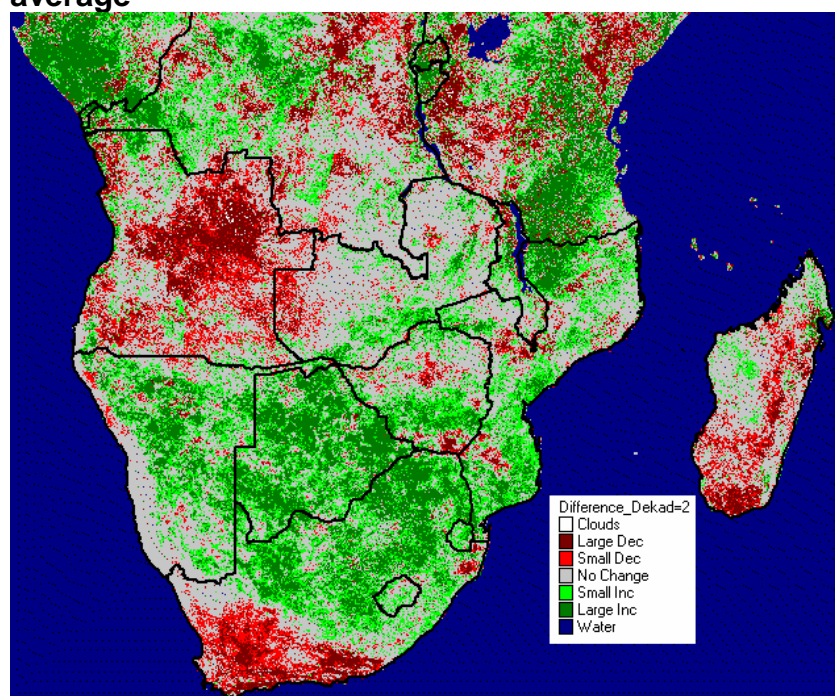 average
Difference_Dekad=2
Clouds
Large Dec
Small Dec
No Change
Small Inc
Large Inc
Water